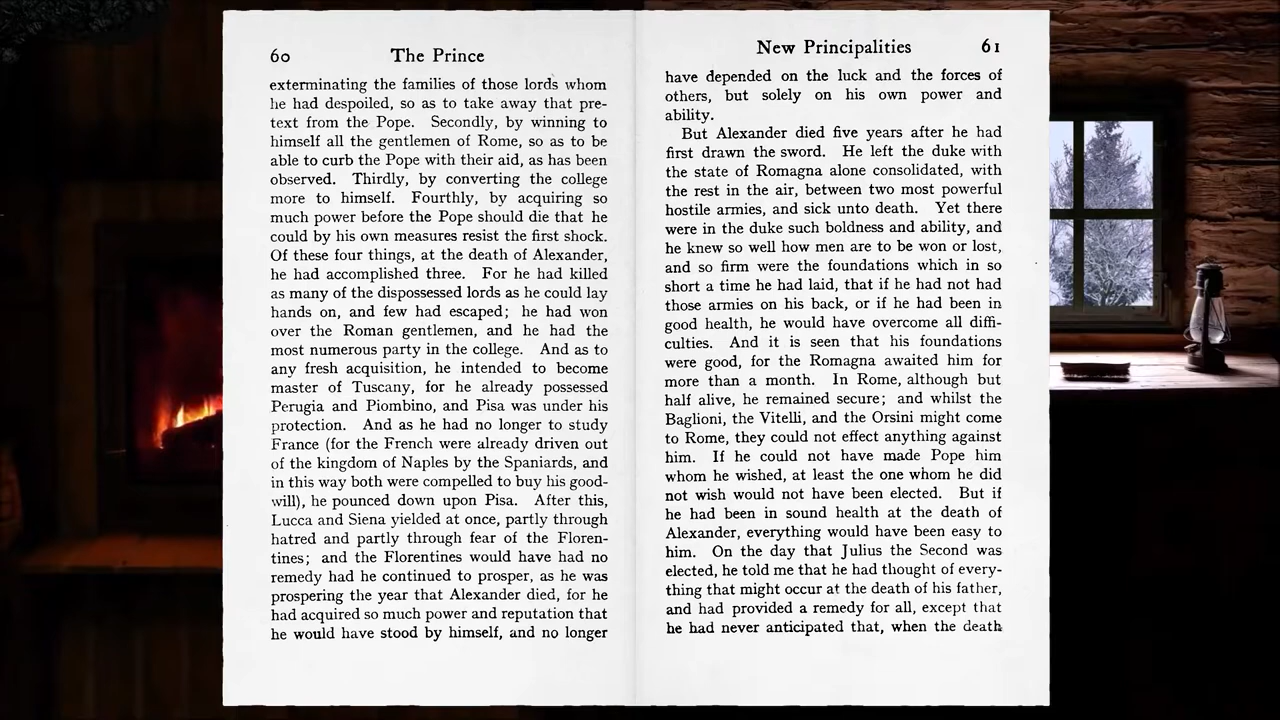 60 The Prince
exterminating the families of those lords whom
he had despoiled, so as to take away that pre-
text from the Pope. Secondly, by winning to
himself all the gentlemen of Rome, so as to be
able to curb the Pope with their aid, as has been
observed. Thirdly, by converting the college
more to himself. Fourthly, by acquiring so
much power before the Pope should die that he
could by his own measures resist the first shock.
Of these four things, at the death of Alexander,
he had accomplished three. For he had killed
as many of the dispossessed lords as he could lay
hands on, and few had escaped; he had won
over the Roman gentlemen, and he had the
most numerous party in the college. And as to
any fresh acquisition, he intended to become
master of Tuscany, for he already possessed
Perugia and Piombino, and Pisa was under his
protection. And as he had no longer to study
France (for the French were already driven out
of the kingdom of Naples by the Spaniards, and
in this way both were compelled to buy his good-
will), he pounced down upon Pisa. After this,
Lucca and Siena yielded at once, partly through
hatred and partly through fear of the Floren-
tines; and the Florentines would have had no
remedy had he continued to prosper, as he was
prospering the year that Alexander died, for he
had acquired so much power and reputation that
he would have stood by himself, and no longer
New Principalities 61
have depended on the luck and the forces of
others, but solely on his own power and
ability.
But Alexander died five years after he had
first drawn the sword. He left the duke with
the state of Romagna alone consolidated, with
the rest in the air, between two most powerful
hostile armies, and sick unto death. Yet there
were in the duke such boldness and ability, and
he knew so well how men are to be won or lost,
and so firm were the foundations which in so
short a time he had laid, that if he had not had
those armies on his back, or if he had been in
good health, he would have overcome all diffi-
culties. And it is seen that his foundations
were good, for the Romagna awaited him for
more than a month. In Rome, although but
half alive, he remained secure; and whilst the
Baglioni, the Vitelli, and the Orsini might come
to Rome, they could not effect anything against
him. If he could not have made Pope him
whom he wished, at least the one whom he did
not wish would not have been elected. But if
he had been in sound health at the death of
Alexander, everything would have been easy to
him. On the day that Julius the Second was
elected, he told me that he had thought of every-
thing that might occur at the death of his father,
and had provided a remedy for all, except that
he had never anticipated that, when the death